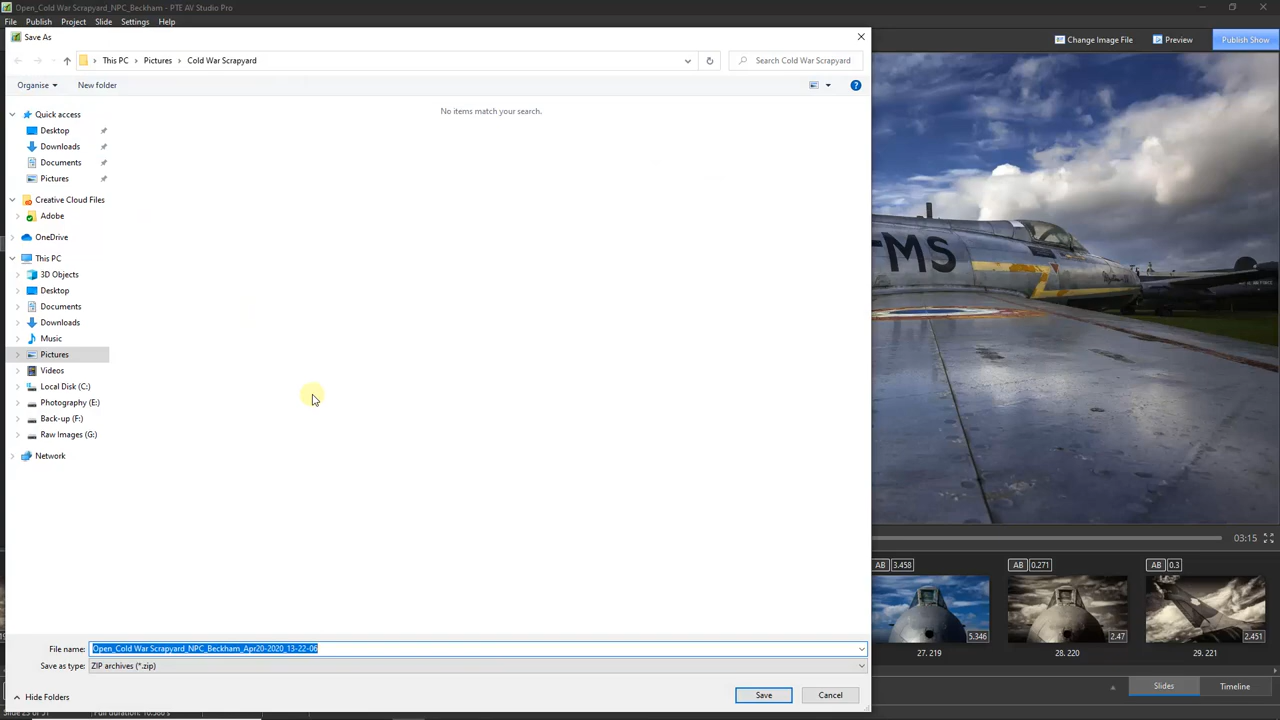 Open_Cold War Scrapyard_NPC_Beckham - PTE AV Studio Pro
File Publish Project Slide Settings Help
Save As
This PC > Pictures > Cold War Scrapyard
Search Cold War Scrapyard
Change Image File
Preview
Publish Show
Organise
New folder
No items match your search.
Quick access
Desktop
Downloads
Documents
Pictures
Creative Cloud Files
Adobe
OneDrive
This PC
3D Objects
Desktop
Documents
Downloads
Music
Pictures
Videos
Local Disk (C:)
Photography (E:)
Back-up (F:)
Raw Images (G:)
Network
-MS
03:15
AB 3.458
AB 0.271
AB 0.3
5.346
2.47
2.451
27. 219
28. 220
29. 221
File name: Open_Cold War Scrapyard_NPC_Beckham_Apr20-2020_13-22-06
Save as type: ZIP archives (*.zip)
Hide Folders
Save
Cancel
Slides
Timeline